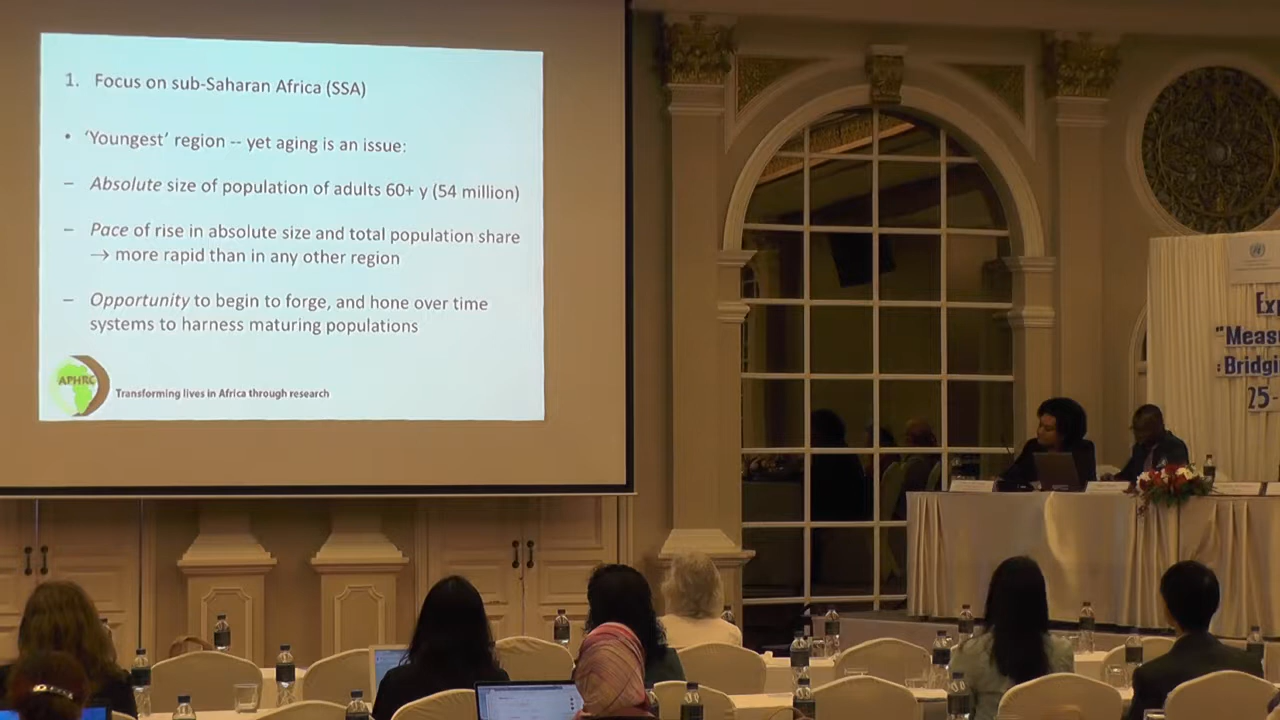 1. Focus on sub-Saharan Africa (SSA)
• 'Youngest' region -- yet aging is an issue:
– Absolute size of population of adults 60+ y (54 million)
– Pace of rise in absolute size and total population share
→ more rapid than in any other region
– Opportunity to begin to forge, and hone over time
systems to harness maturing populations
APHRC
Transforming lives in Africa through research
"Meas
: Bridgi
25-